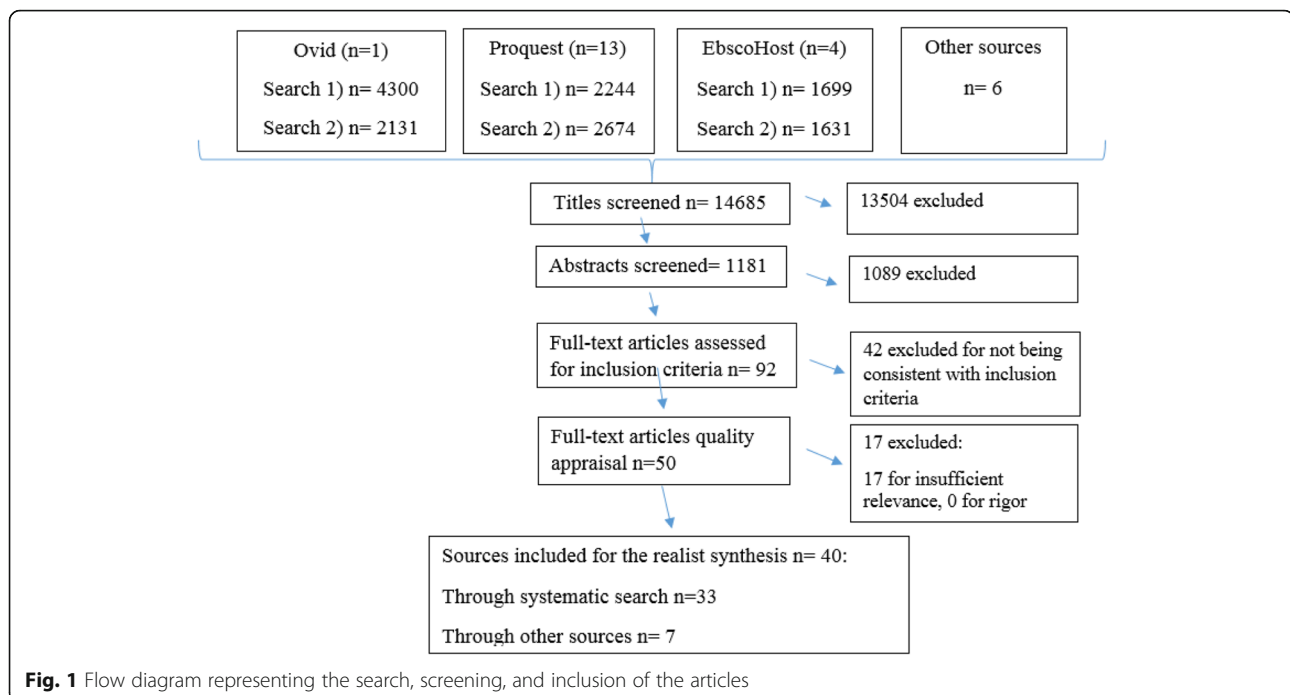 Ovid (n=1)
Search 1) n= 4300
Search 2) n= 2131
Proquest (n=13)
Search 1) n= 2244
Search 2) n= 2674
EbscoHost (n=4)
Search 1) n= 1699
Search 2) n= 1631
Other sources
n= 6
Titles screened n= 14685
13504 excluded
Abstracts screened= 1181
1089 excluded
Full-text articles assessed
for inclusion criteria n= 92
42 excluded for not being
consistent with inclusion
criteria
Full-text articles quality
appraisal n=50
17 excluded:
17 for insufficient
relevance, 0 for rigor
Sources included for the realist synthesis n= 40:
Through systematic search n=33
Through other sources n= 7
Fig. 1 Flow diagram representing the search, screening, and inclusion of the articles